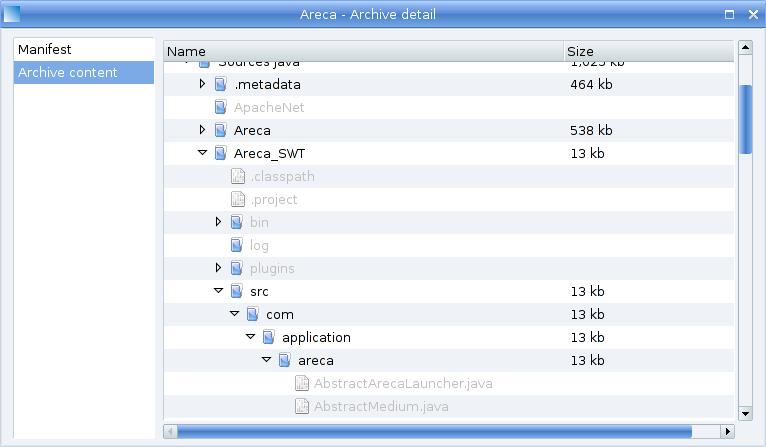 Areca - Archive detail
Manifest
Archive content
Name Size
Sources java 1,025 kb
.metadata 464 kb
ApacheNet
Areca 538 kb
Areca_SWT 13 kb
.classpath
.project
bin
log
plugins
src 13 kb
com 13 kb
application 13 kb
areca 13 kb
AbstractArecaLauncher.java
AbstractMedium.java